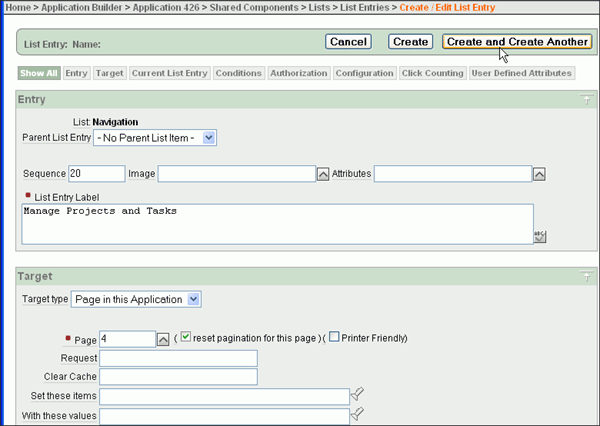 Home > Application Builder > Application 426 > Shared Components > Lists > List Entries > Create / Edit List Entry
List Entry: Name: Cancel Create Create and Create Another
Show All Entry Target Current List Entry Conditions Authorization Configuration Click Counting User Defined Attributes
Entry
List: Navigation
Parent List Entry - No Parent List Item -
Sequence 20 Image Attributes
List Entry Label
Manage Projects and Tasks
ABC
Target
Target type Page in this Application
Page 4 ( reset pagination for this page ) ( Printer Friendly)
Request
Clear Cache
Set these items
With these values